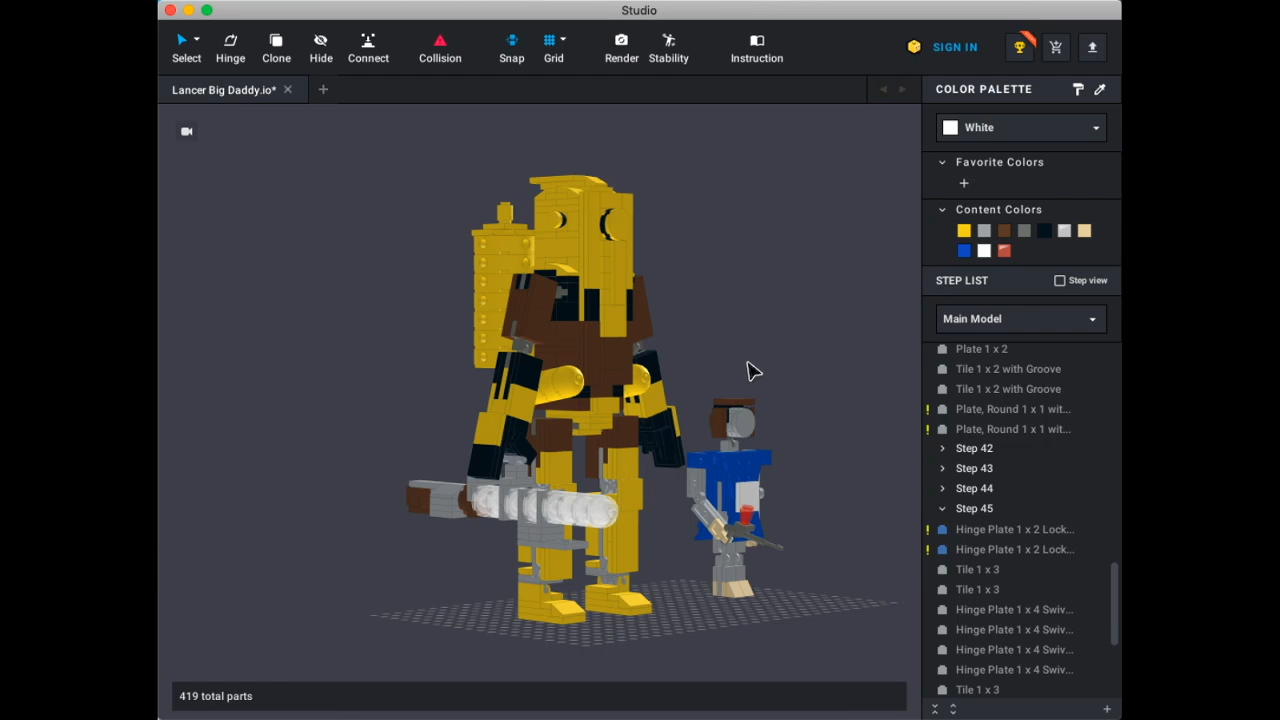 Studio
Select Hinge Clone Hide Connect Collision Snap Grid Render Stability Instruction SIGN IN
Lancer Big Daddy.io*
COLOR PALETTE
White
Favorite Colors
Content Colors
STEP LIST Step view
Main Model
Plate 1 x 2
Tile 1 x 2 with Groove
Tile 1 x 2 with Groove
Plate, Round 1 x 1 wit...
Plate, Round 1 x 1 wit...
Step 42
Step 43
Step 44
Step 45
Hinge Plate 1 x 2 Lock...
Hinge Plate 1 x 2 Lock...
Tile 1 x 3
Tile 1 x 3
Hinge Plate 1 x 4 Swiv...
Hinge Plate 1 x 4 Swiv...
Hinge Plate 1 x 4 Swiv...
Hinge Plate 1 x 4 Swiv...
Tile 1 x 3
419 total parts